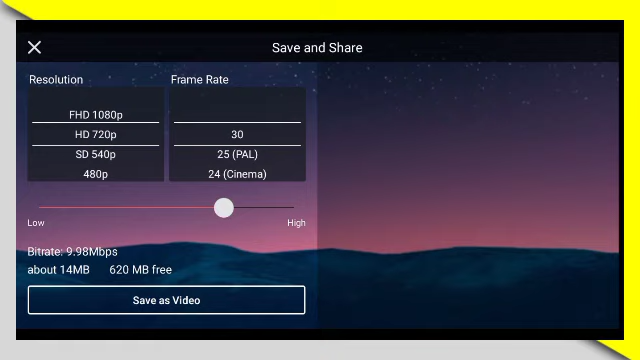 Save and Share
Resolution
Frame Rate
FHD 1080p
HD 720p
SD 540p
480p
30
25 (PAL)
24 (Cinema)
Low
High
Bitrate: 9.98Mbps
about 14MB 620 MB free
Save as Video